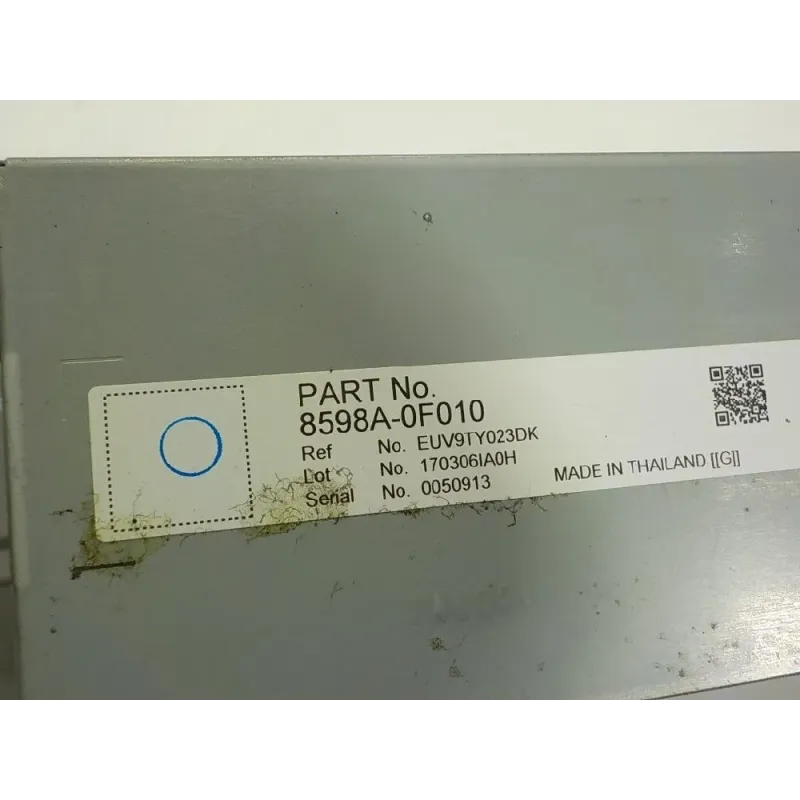 PART No.
8598A-0F010
Ref No. EUV9TY023DK
Lot No. 170306IA0H
Serial No. 0050913
MADE IN THAILAND [[G]]